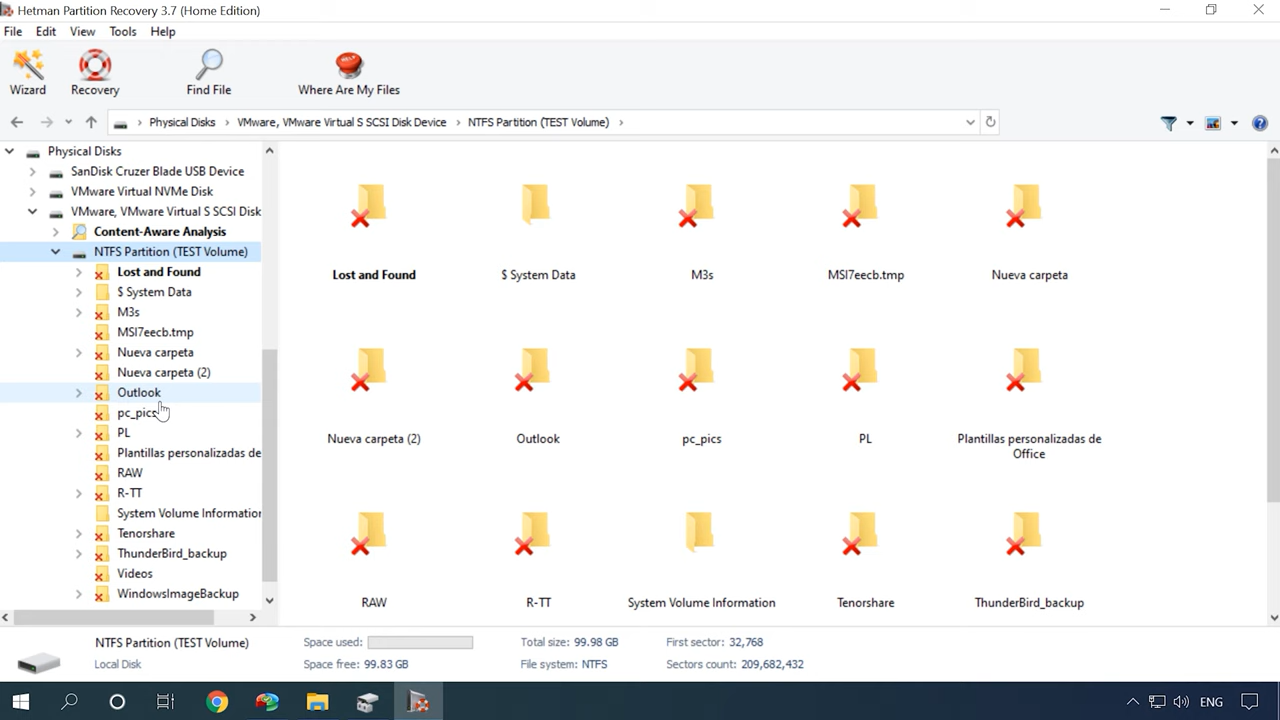 Hetman Partition Recovery 3.7 (Home Edition)
File Edit View Tools Help
Wizard Recovery Find File Where Are My Files
Physical Disks VMware, VMware Virtual S SCSI Disk Device NTFS Partition (TEST Volume)
Physical Disks
SanDisk Cruzer Blade USB Device
VMware Virtual NVMe Disk
VMware, VMware Virtual S SCSI Disk
Content-Aware Analysis
NTFS Partition (TEST Volume)
Lost and Found
$ System Data
M3s
MSI7eecb.tmp
Nueva carpeta
Nueva carpeta (2)
Outlook
pc_pics
PL
Plantillas personalizadas de
RAW
R-TT
System Volume Information
Tenorshare
ThunderBird_backup
Videos
WindowsImageBackup
Lost and Found $ System Data M3s MSI7eecb.tmp Nueva carpeta
Nueva carpeta (2) Outlook pc_pics PL Plantillas personalizadas de
Office
RAW R-TT System Volume Information Tenorshare ThunderBird_backup
NTFS Partition (TEST Volume) Space used: Total size: 99.98 GB First sector: 32,768
Local Disk Space free: 99.83 GB File system: NTFS Sectors count: 209,682,432
ENG